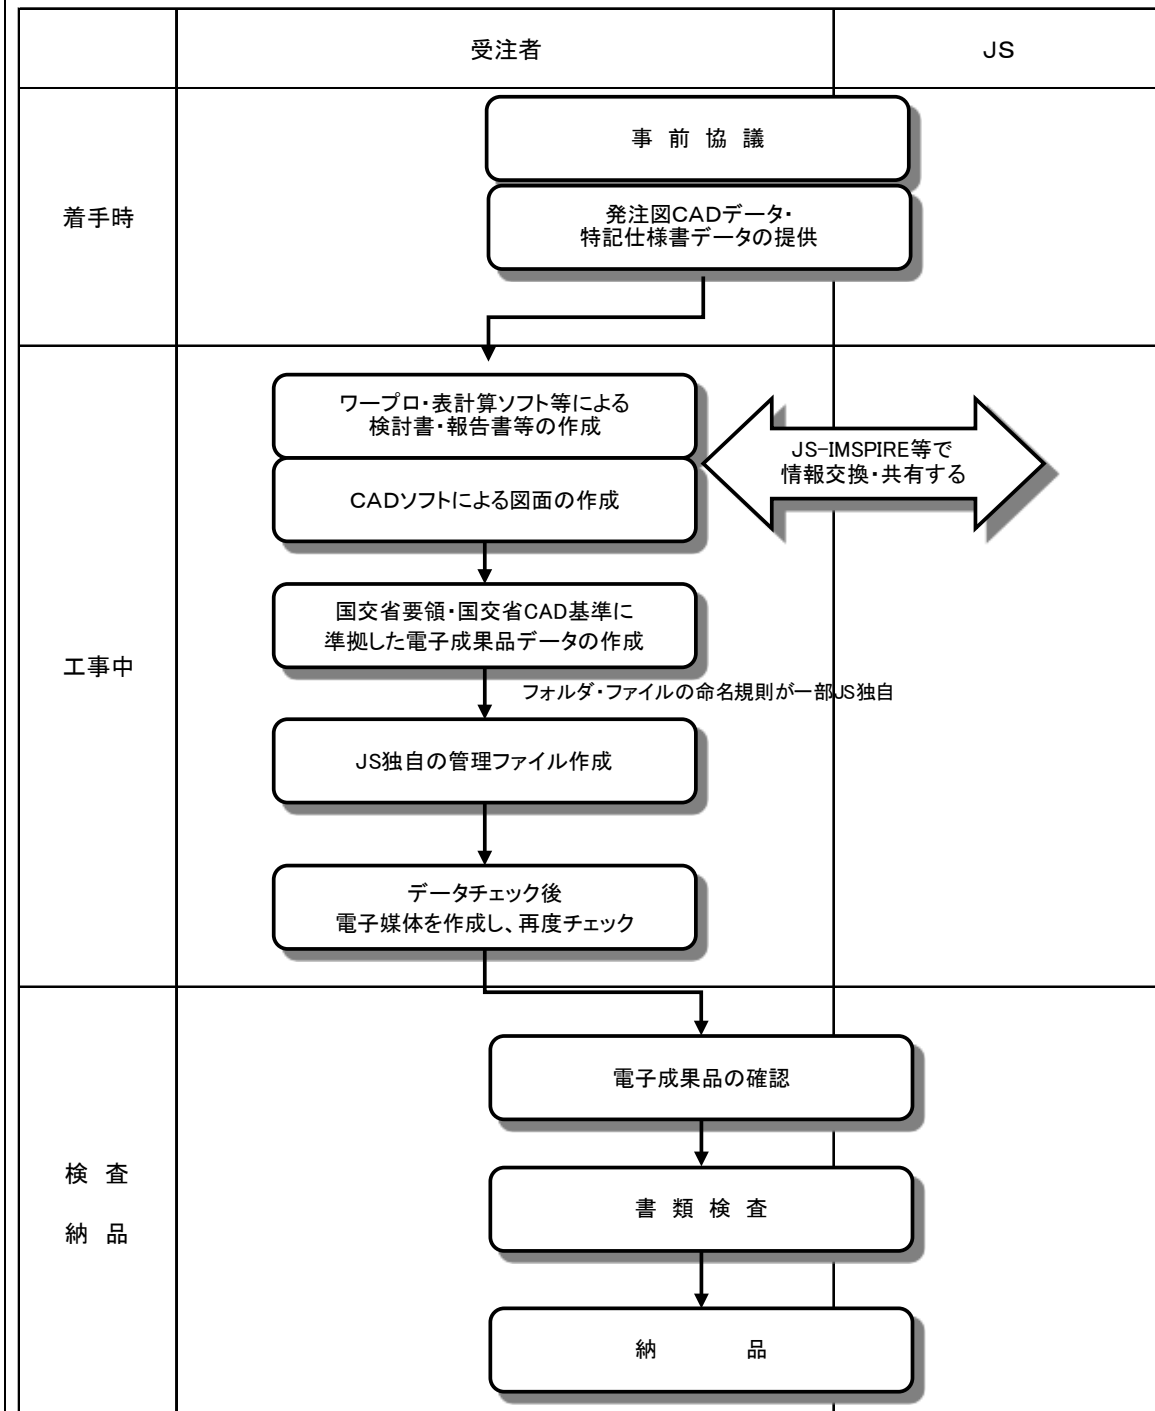 受注者
JS
着手時
事 前 協 議
発注図CADデータ・
特記仕様書データの提供
工事中
ワープロ・表計算ソフト等による
検討書・報告書等の作成
CADソフトによる図面の作成
JS-IMSPIRE等で
情報交換・共有する
国交省要領・国交省CAD基準に
準拠した電子成果品データの作成
フォルダ・ファイルの命名規則が一部JS独自
JS独自の管理ファイル作成
データチェック後
電子媒体を作成し、再度チェック
検 査
納 品
電子成果品の確認
書 類 検 査
納 品